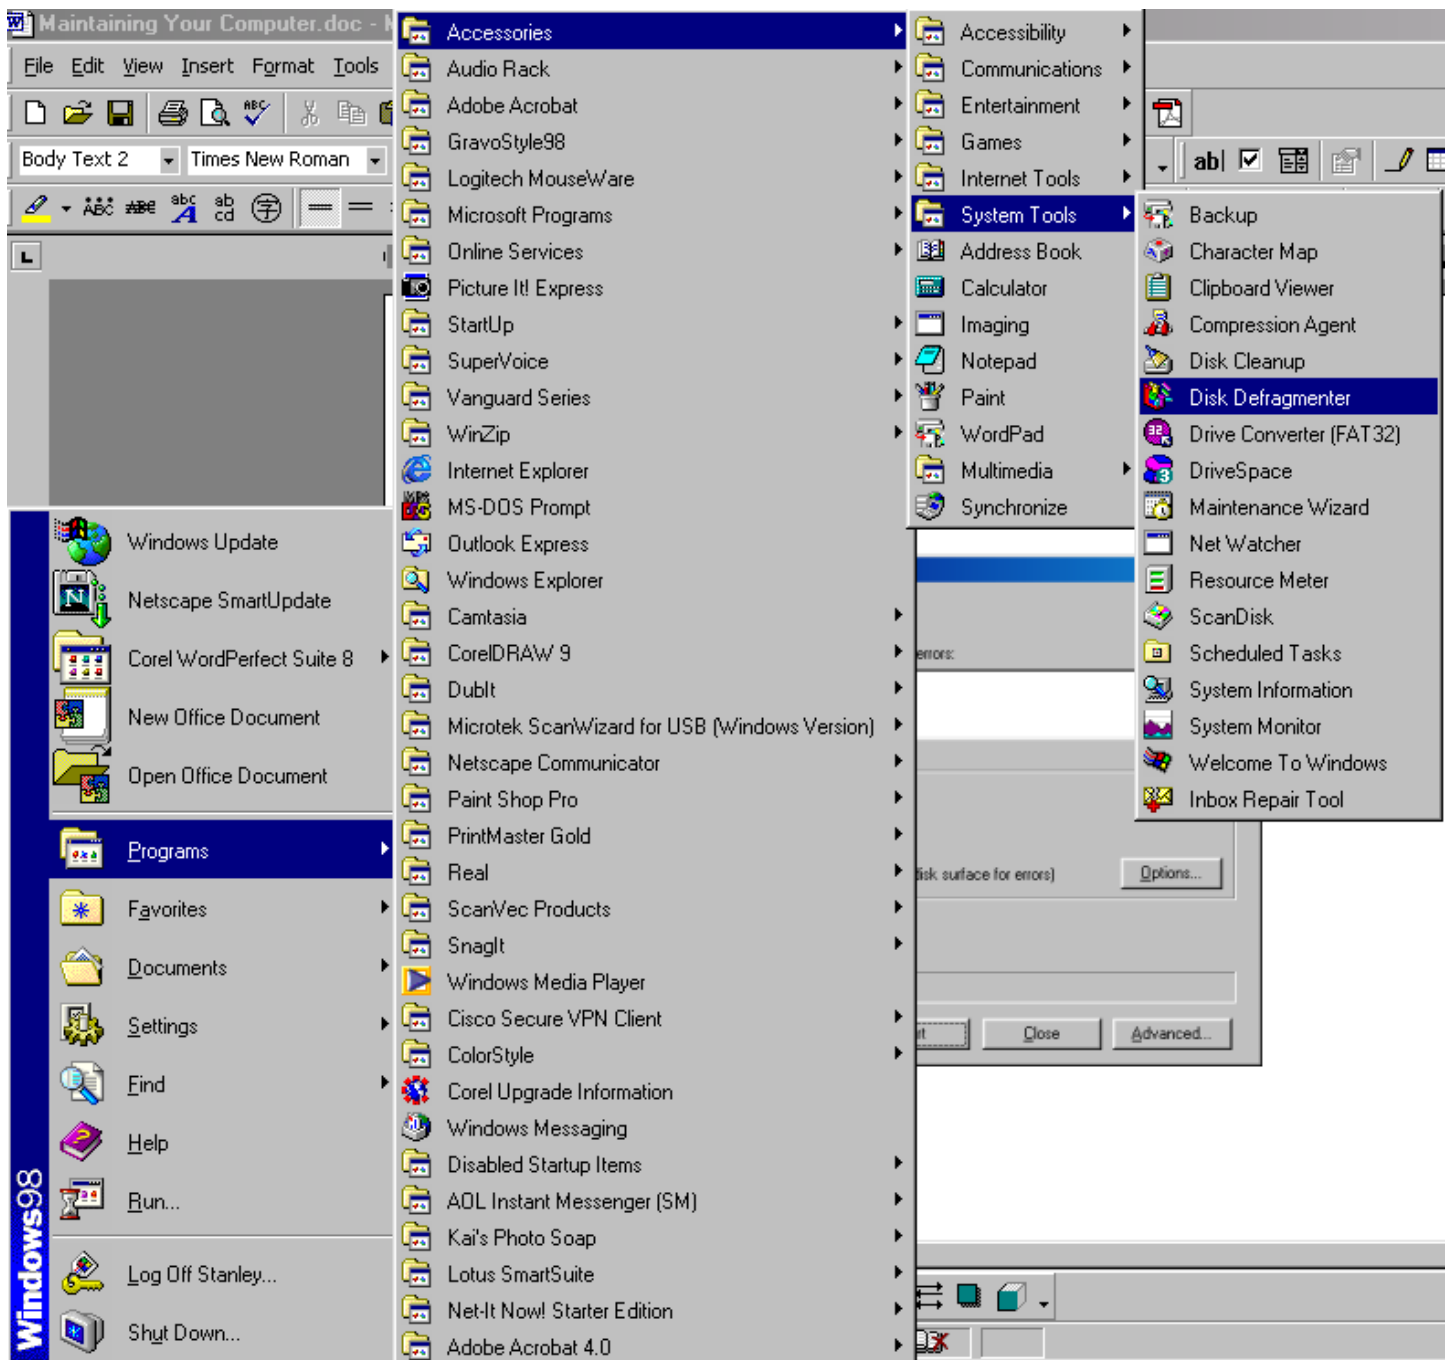 Maintaining Your Computer.doc -
File Edit View Insert Format Tools
Body Text 2 Times New Roman
Accessories
Audio Rack
Adobe Acrobat
GravoStyle98
Logitech MouseWare
Microsoft Programs
Online Services
Picture It! Express
StartUp
SuperVoice
Vanguard Series
WinZip
Internet Explorer
MS-DOS Prompt
Outlook Express
Windows Explorer
Camtasia
CorelDRAW 9
DubIt
Microtek ScanWizard for USB (Windows Version)
Netscape Communicator
Paint Shop Pro
PrintMaster Gold
Real
ScanVec Products
SnagIt
Windows Media Player
Cisco Secure VPN Client
ColorStyle
Corel Upgrade Information
Windows Messaging
Disabled Startup Items
AOL Instant Messenger (SM)
Kai's Photo Soap
Lotus SmartSuite
Net-It Now! Starter Edition
Adobe Acrobat 4.0
Accessibility
Communications
Entertainment
Games
Internet Tools
System Tools
Address Book
Calculator
Imaging
Notepad
Paint
WordPad
Multimedia
Synchronize
ab|
Backup
Character Map
Clipboard Viewer
Compression Agent
Disk Cleanup
Disk Defragmenter
Drive Converter (FAT32)
DriveSpace
Maintenance Wizard
Net Watcher
Resource Meter
ScanDisk
Scheduled Tasks
System Information
System Monitor
Welcome To Windows
Inbox Repair Tool
Windows Update
Netscape SmartUpdate
Corel WordPerfect Suite 8
New Office Document
Open Office Document
Programs
Favorites
Documents
Settings
Find
Help
Run...
Log Off Stanley...
Shut Down...
Windows98
errors:
disk surface for errors)
Options...
Close
Advanced...